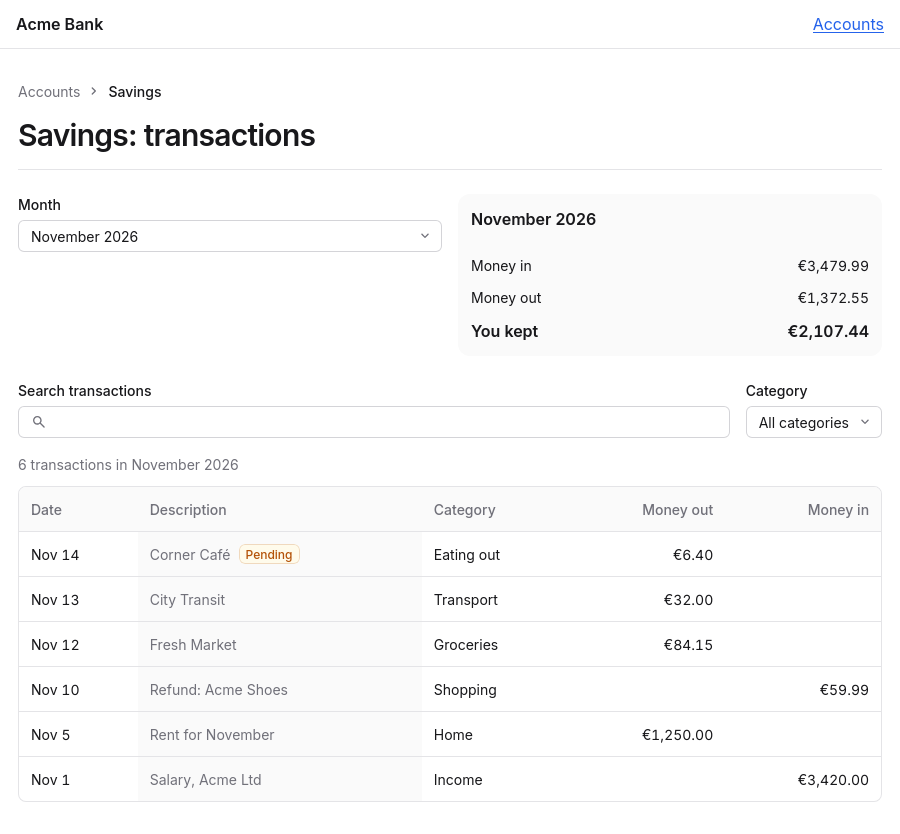 Acme Bank
Accounts
Accounts > Savings
Savings: transactions
Month
November 2026
November 2026
Money in €3,479.99
Money out €1,372.55
You kept €2,107.44
Search transactions
Category
All categories
6 transactions in November 2026
Date Description Category Money out Money in
Nov 14 Corner Café Pending Eating out €6.40
Nov 13 City Transit Transport €32.00
Nov 12 Fresh Market Groceries €84.15
Nov 10 Refund: Acme Shoes Shopping €59.99
Nov 5 Rent for November Home €1,250.00
Nov 1 Salary, Acme Ltd Income €3,420.00